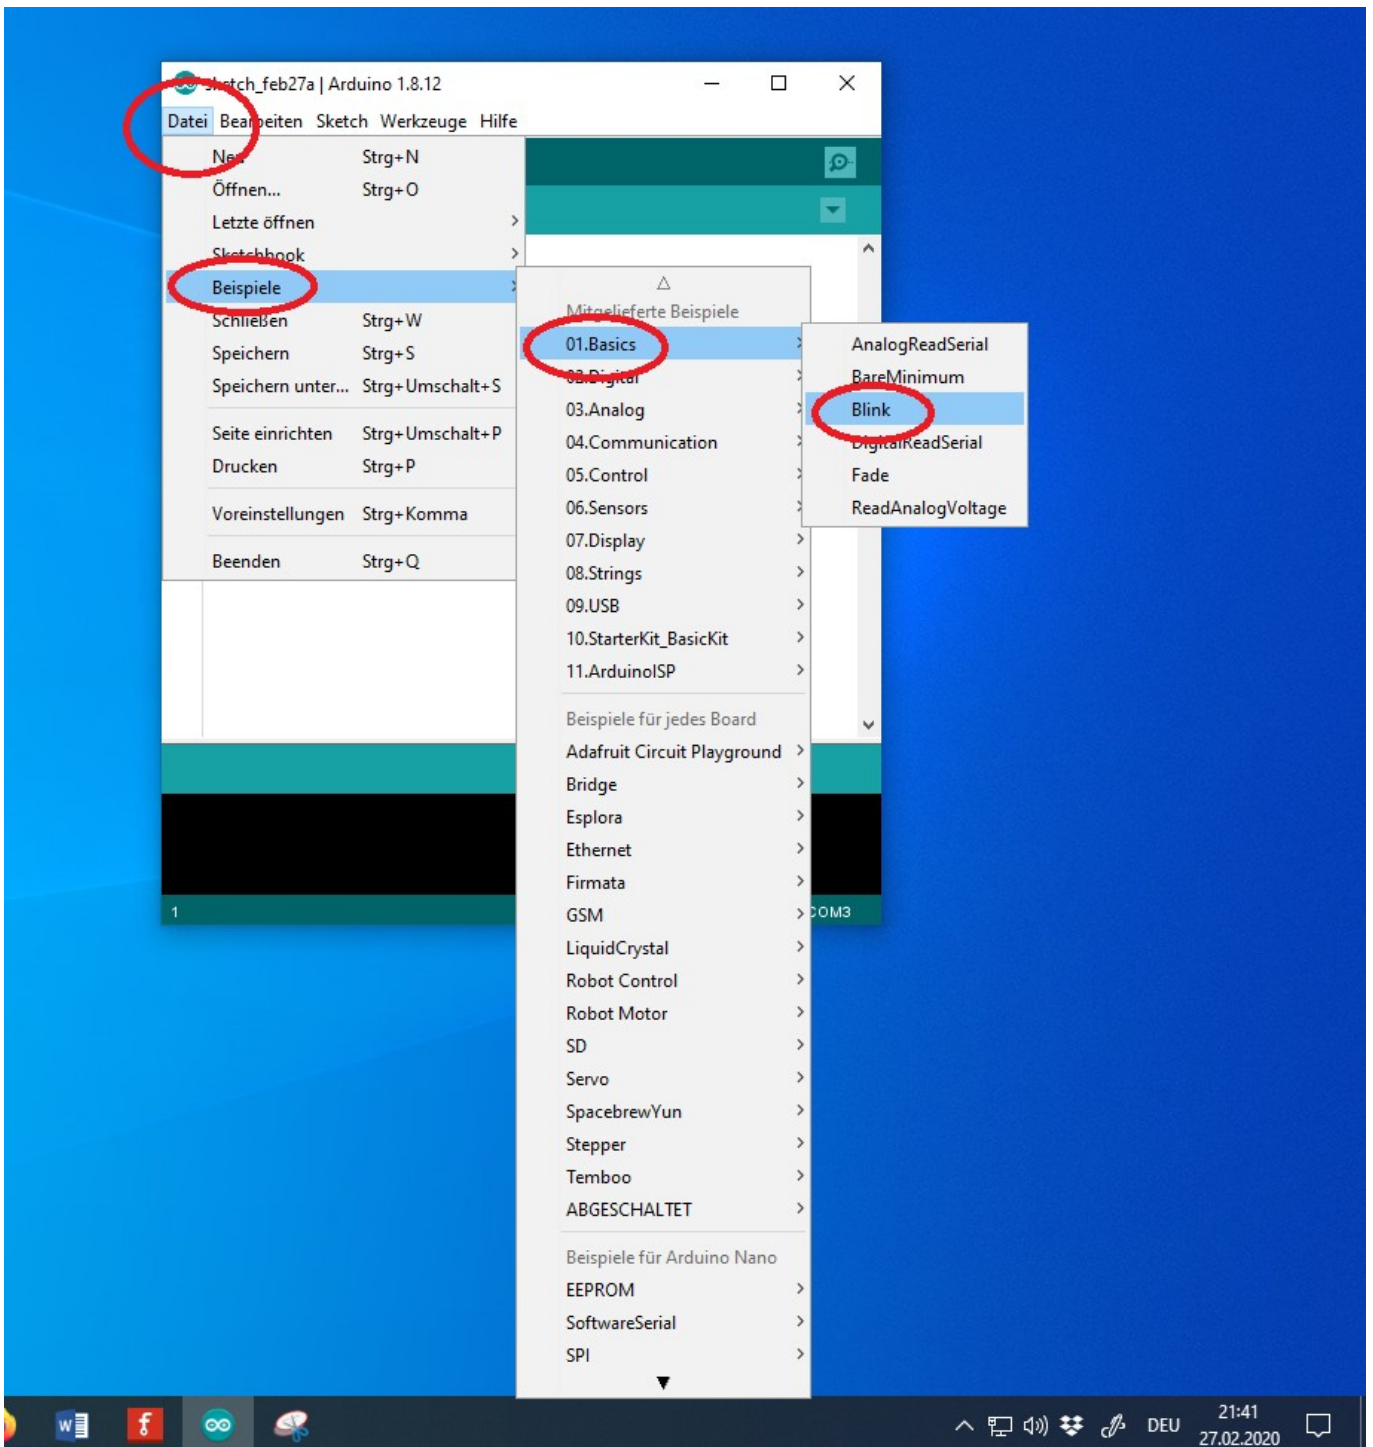 sketch_feb27a | Arduino 1.8.12
Datei Bearbeiten Sketch Werkzeuge Hilfe
Neu Strg+N
Öffnen... Strg+O
Letzte öffnen
Sketchbook
Beispiele
Schließen Strg+W
Speichern Strg+S
Speichern unter... Strg+Umschalt+S
Seite einrichten Strg+Umschalt+P
Drucken Strg+P
Voreinstellungen Strg+Komma
Beenden Strg+Q
Mitgelieferte Beispiele
01.Basics
02.Digital
03.Analog
04.Communication
05.Control
06.Sensors
07.Display
08.Strings
09.USB
10.StarterKit_BasicKit
11.ArduinoISP
Beispiele für jedes Board
Adafruit Circuit Playground
Bridge
Esplora
Ethernet
Firmata
GSM
LiquidCrystal
Robot Control
Robot Motor
SD
Servo
SpacebrewYun
Stepper
Temboo
ABGESCHALTET
Beispiele für Arduino Nano
EEPROM
SoftwareSerial
SPI
AnalogReadSerial
BareMinimum
Blink
DigitalReadSerial
Fade
ReadAnalogVoltage
1 COM3
DEU
21:41
27.02.2020